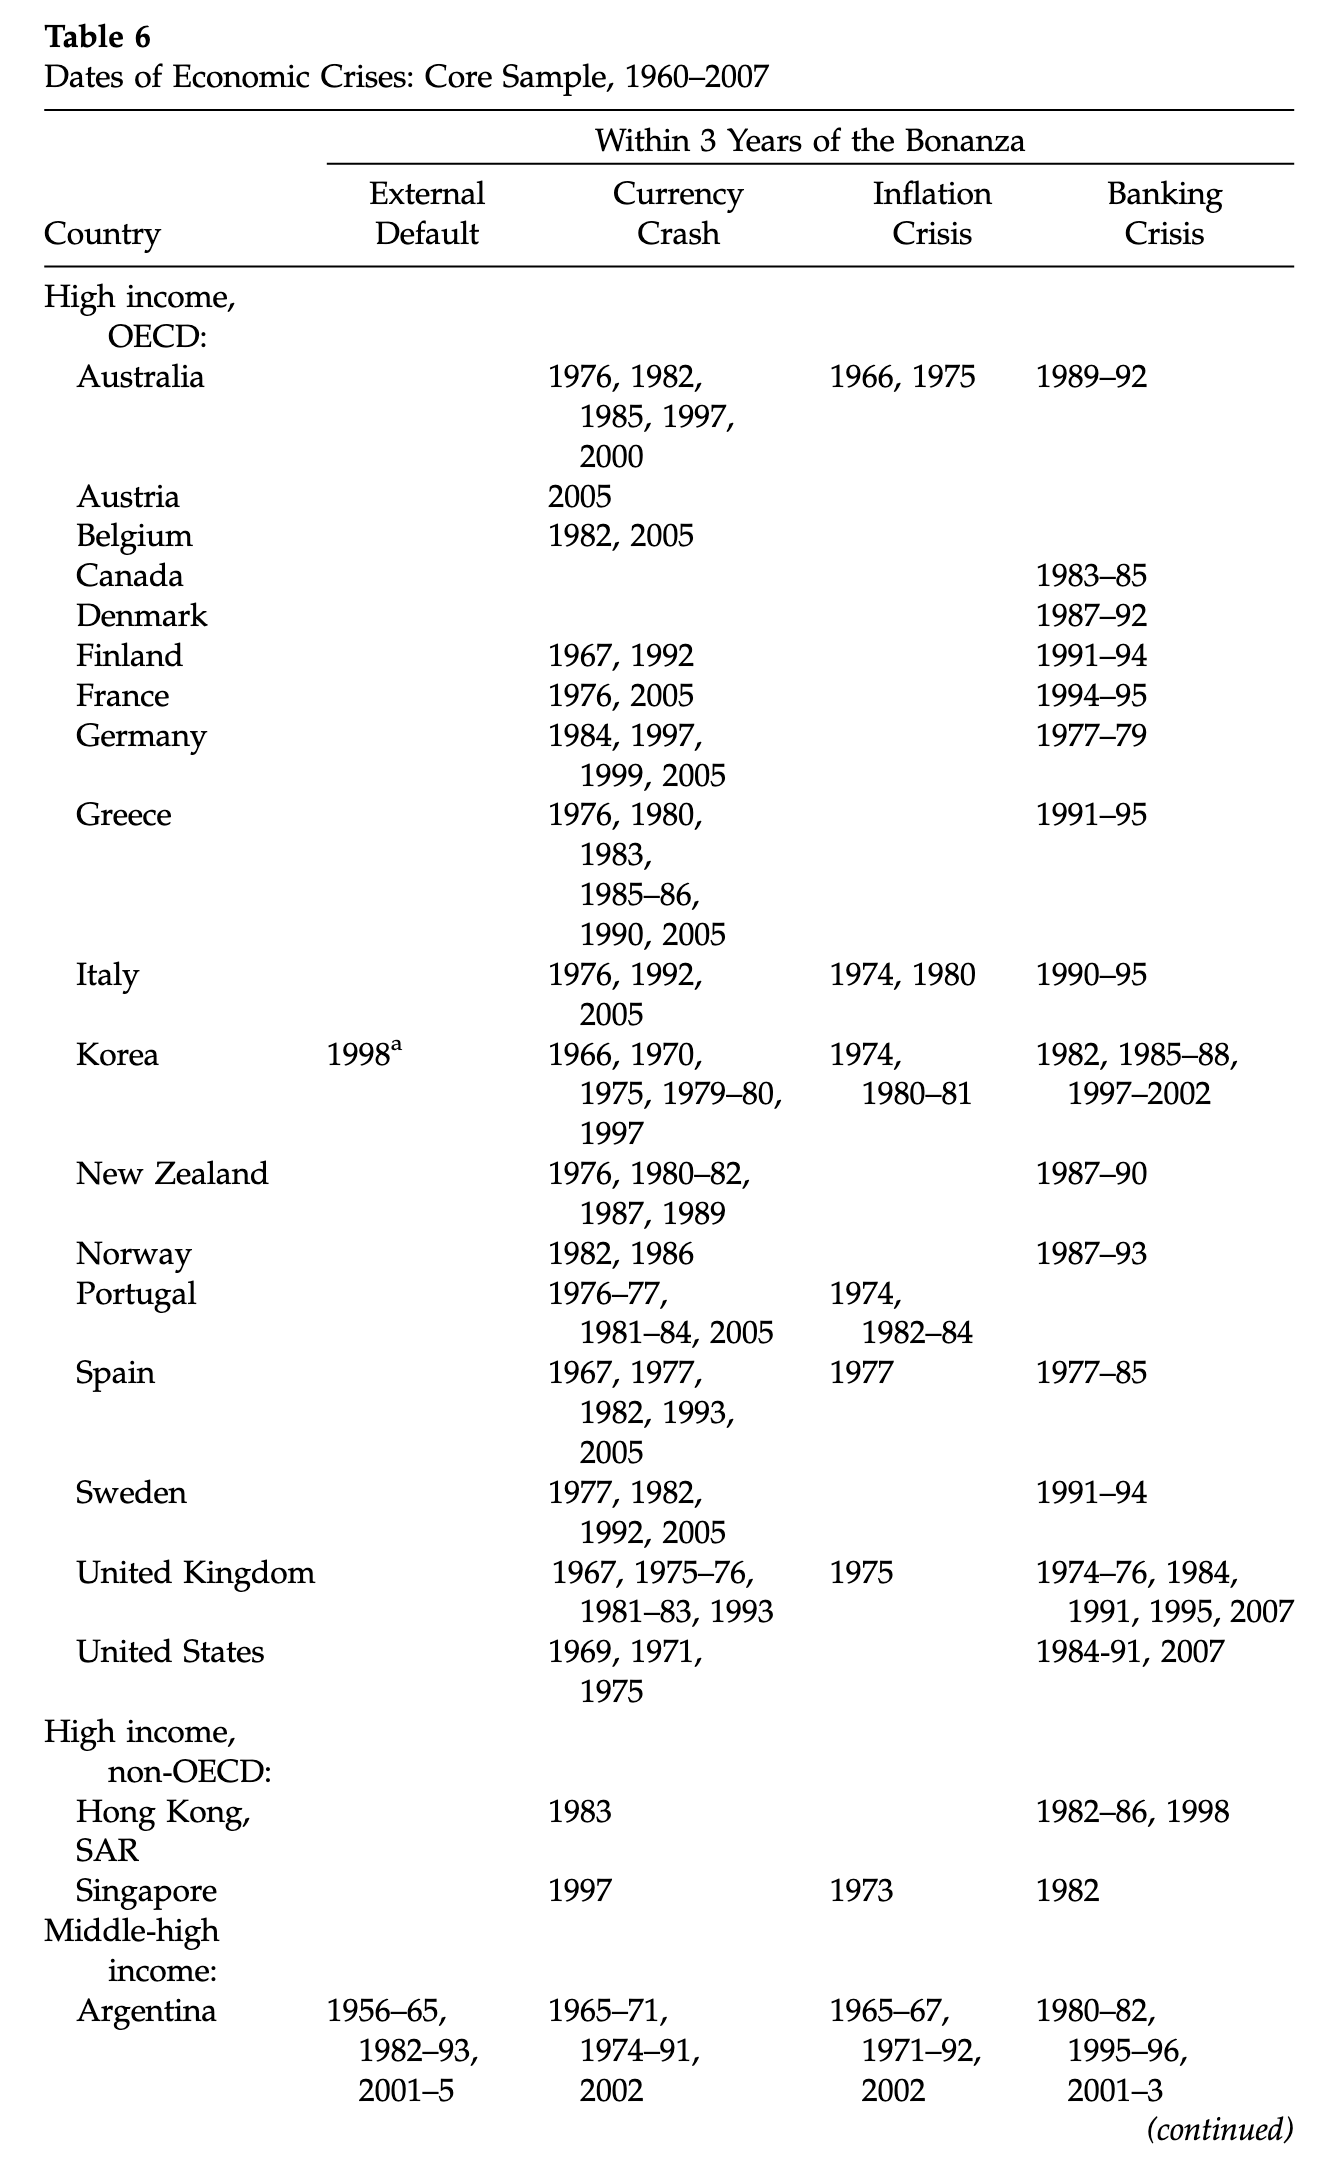 Table 6
Dates of Economic Crises: Core Sample, 1960–2007
Within 3 Years of the Bonanza
External Currency Inflation Banking
Country Default Crash Crisis Crisis
High income,
OECD:
Australia 1976, 1982, 1966, 1975 1989–92
1985, 1997,
2000
Austria 2005
Belgium 1982, 2005
Canada 1983–85
Denmark 1987–92
Finland 1967, 1992 1991–94
France 1976, 2005 1994–95
Germany 1984, 1997, 1977–79
1999, 2005
Greece 1976, 1980, 1991–95
1983,
1985–86,
1990, 2005
Italy 1976, 1992, 1974, 1980 1990–95
2005
Korea 1998a 1966, 1970, 1974, 1982, 1985–88,
1975, 1979–80, 1980–81 1997–2002
1997
New Zealand 1976, 1980–82, 1987–90
1987, 1989
Norway 1982, 1986 1987–93
Portugal 1976–77, 1974,
1981–84, 2005 1982–84
Spain 1967, 1977, 1977 1977–85
1982, 1993,
2005
Sweden 1977, 1982, 1991–94
1992, 2005
United Kingdom 1967, 1975–76, 1975 1974–76, 1984,
1981–83, 1993 1991, 1995, 2007
United States 1969, 1971, 1984-91, 2007
1975
High income,
non-OECD:
Hong Kong, 1983 1982–86, 1998
SAR
Singapore 1997 1973 1982
Middle-high
income:
Argentina 1956–65, 1965–71, 1965–67, 1980–82,
1982–93, 1974–91, 1971–92, 1995–96,
2001–5 2002 2002 2001–3
(continued)